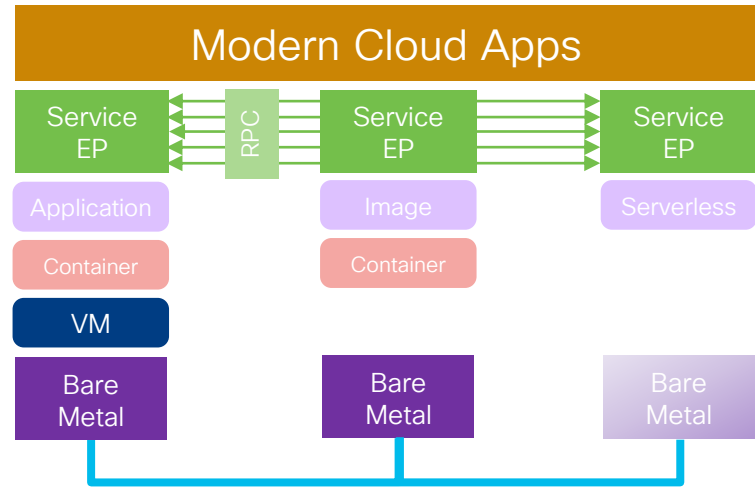 Modern Cloud Apps
Service
EP
RPC
Service
EP
Service
EP
Application
Image
Serverless
Container
Container
VM
Bare
Metal
Bare
Metal
Bare
Metal